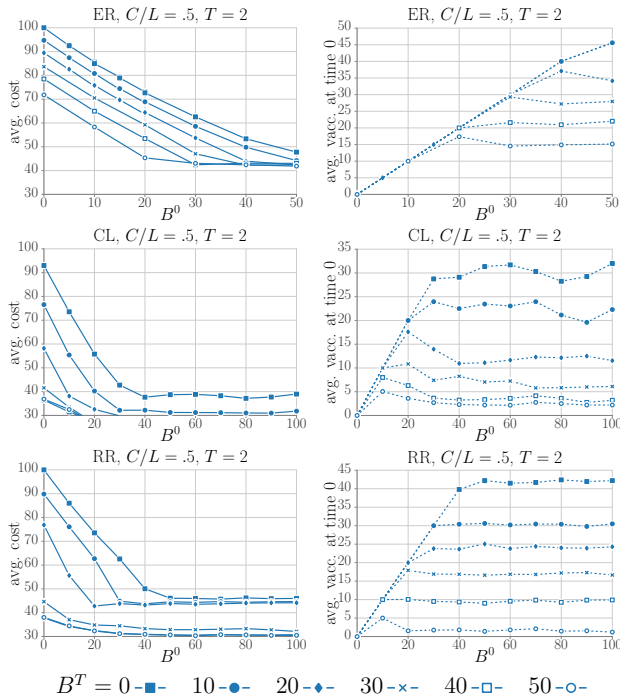 ER, C/L = .5, T = 2
ER, C/L = .5, T = 2
avg. cost
100
90
80
70
60
50
40
30
0 10 20 30 40 50
B^0
avg. vacc. at time 0
50
45
40
35
30
25
20
15
10
5
0
0 10 20 30 40 50
B^0
CL, C/L = .5, T = 2
CL, C/L = .5, T = 2
avg. cost
100
90
80
70
60
50
40
30
0 20 40 60 80 100
B^0
avg. vacc. at time 0
35
30
25
20
15
10
5
0
0 20 40 60 80 100
B^0
RR, C/L = .5, T = 2
RR, C/L = .5, T = 2
avg. cost
100
90
80
70
60
50
40
30
0 20 40 60 80 100
B^0
avg. vacc. at time 0
45
40
35
30
25
20
15
10
5
0
0 20 40 60 80 100
B^0
B^T = 0 10 20 30 40 50